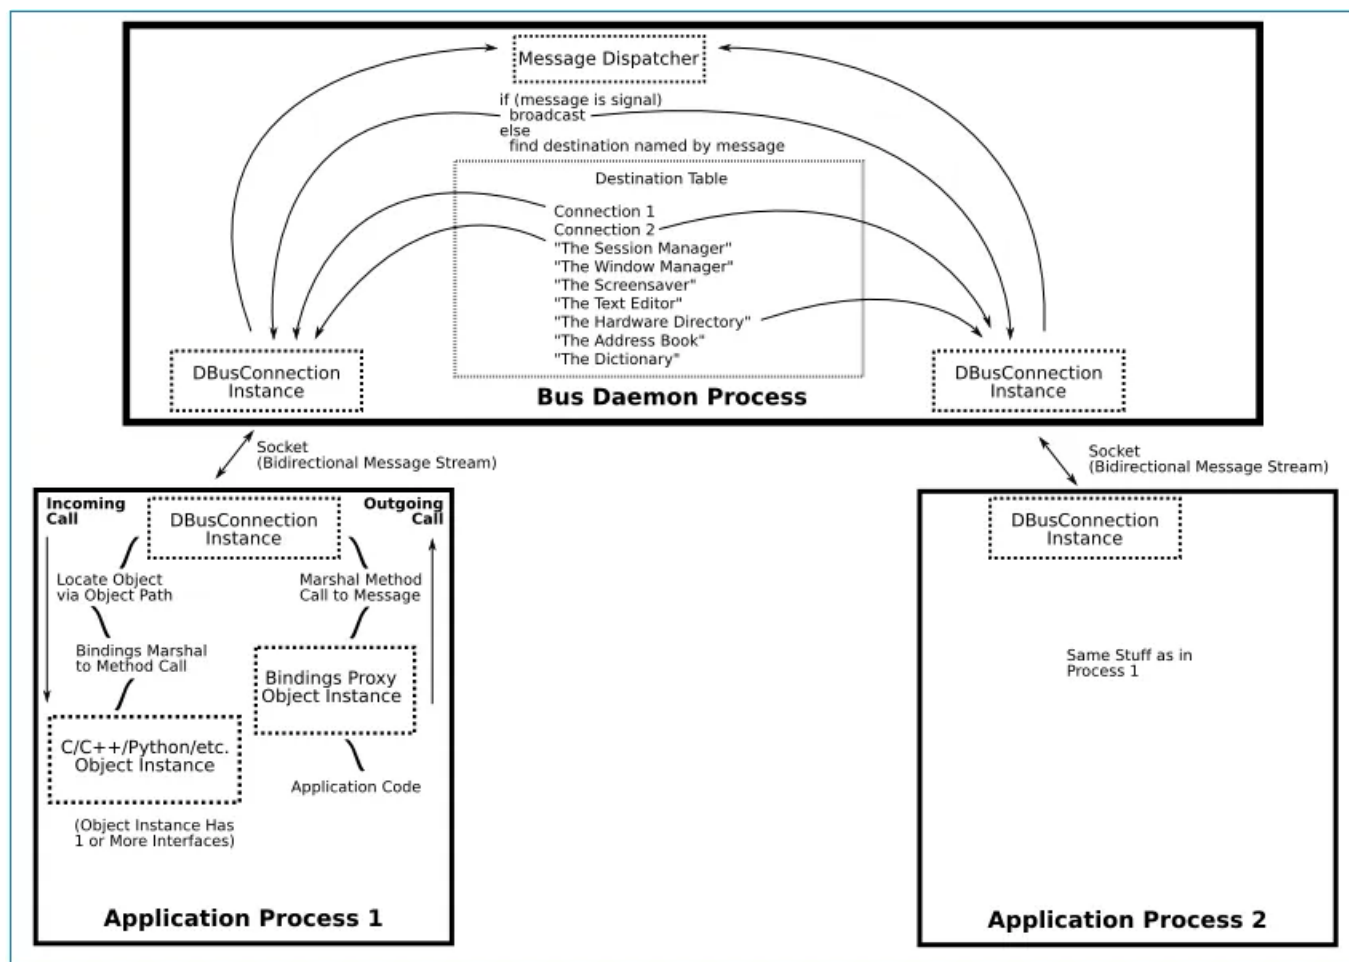 Message Dispatcher
if (message is signal)
broadcast
else
find destination named by message
Destination Table
Connection 1
Connection 2
"The Session Manager"
"The Window Manager"
"The Screensaver"
"The Text Editor"
"The Hardware Directory"
"The Address Book"
"The Dictionary"
DBusConnection
Instance
DBusConnection
Instance
Bus Daemon Process
Socket
(Bidirectional Message Stream)
Socket
(Bidirectional Message Stream)
Incoming
Call
DBusConnection
Instance
Outgoing
Call
Locate Object
via Object Path
Marshal Method
Call to Message
Bindings Marshal
to Method Call
Bindings Proxy
Object Instance
C/C++/Python/etc.
Object Instance
Application Code
(Object Instance Has
1 or More Interfaces)
Application Process 1
DBusConnection
Instance
Same Stuff as in
Process 1
Application Process 2